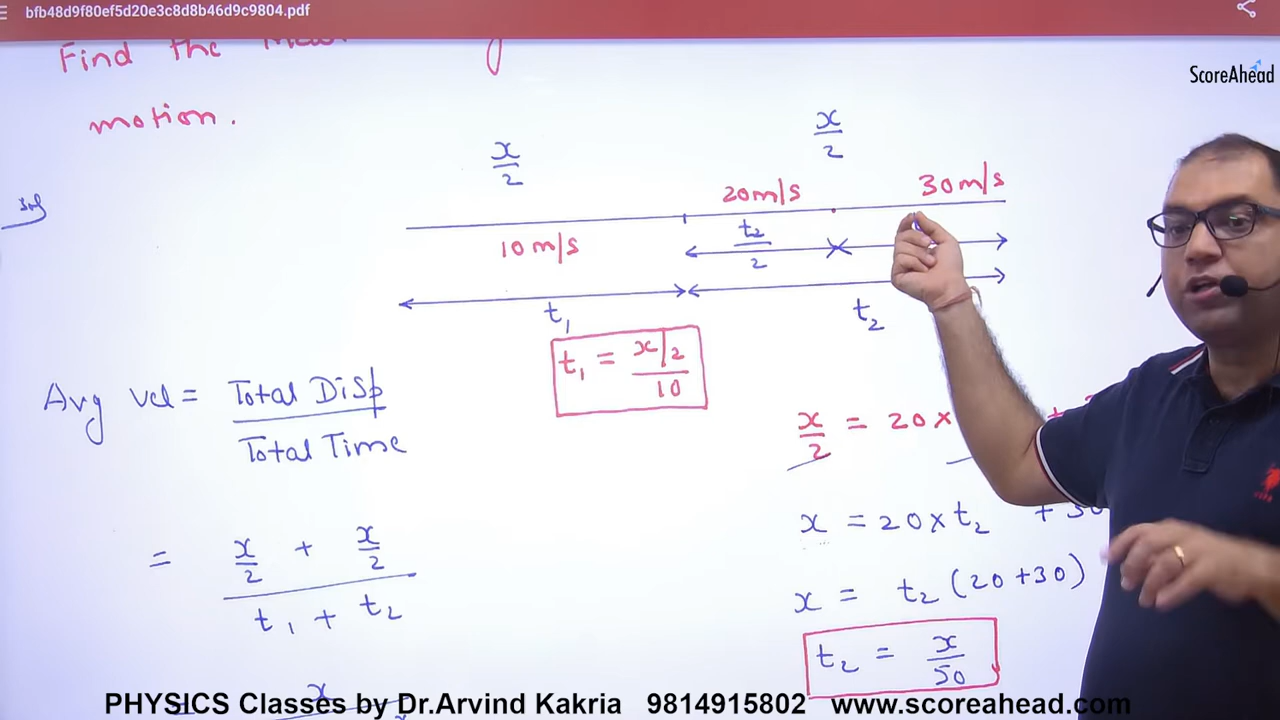 bfb48d9f80ef5d20e3c8d8b46d9c9804.pdf
ScoreAhead
Find the
motion.
Sol
x/2
x/2
20m/s
30m/s
10m/s
t₂/2
t₁
t₂
t₁ = x/2 / 10
Avg Vel = Total Disp / Total Time
= x/2 + x/2 / t₁ + t₂
x/2 = 20×
x = 20×t₂ + 30
x = t₂ (20+30)
t₂ = x/50
x
PHYSICS Classes by Dr.Arvind Kakria 9814915802 www.scoreahead.com